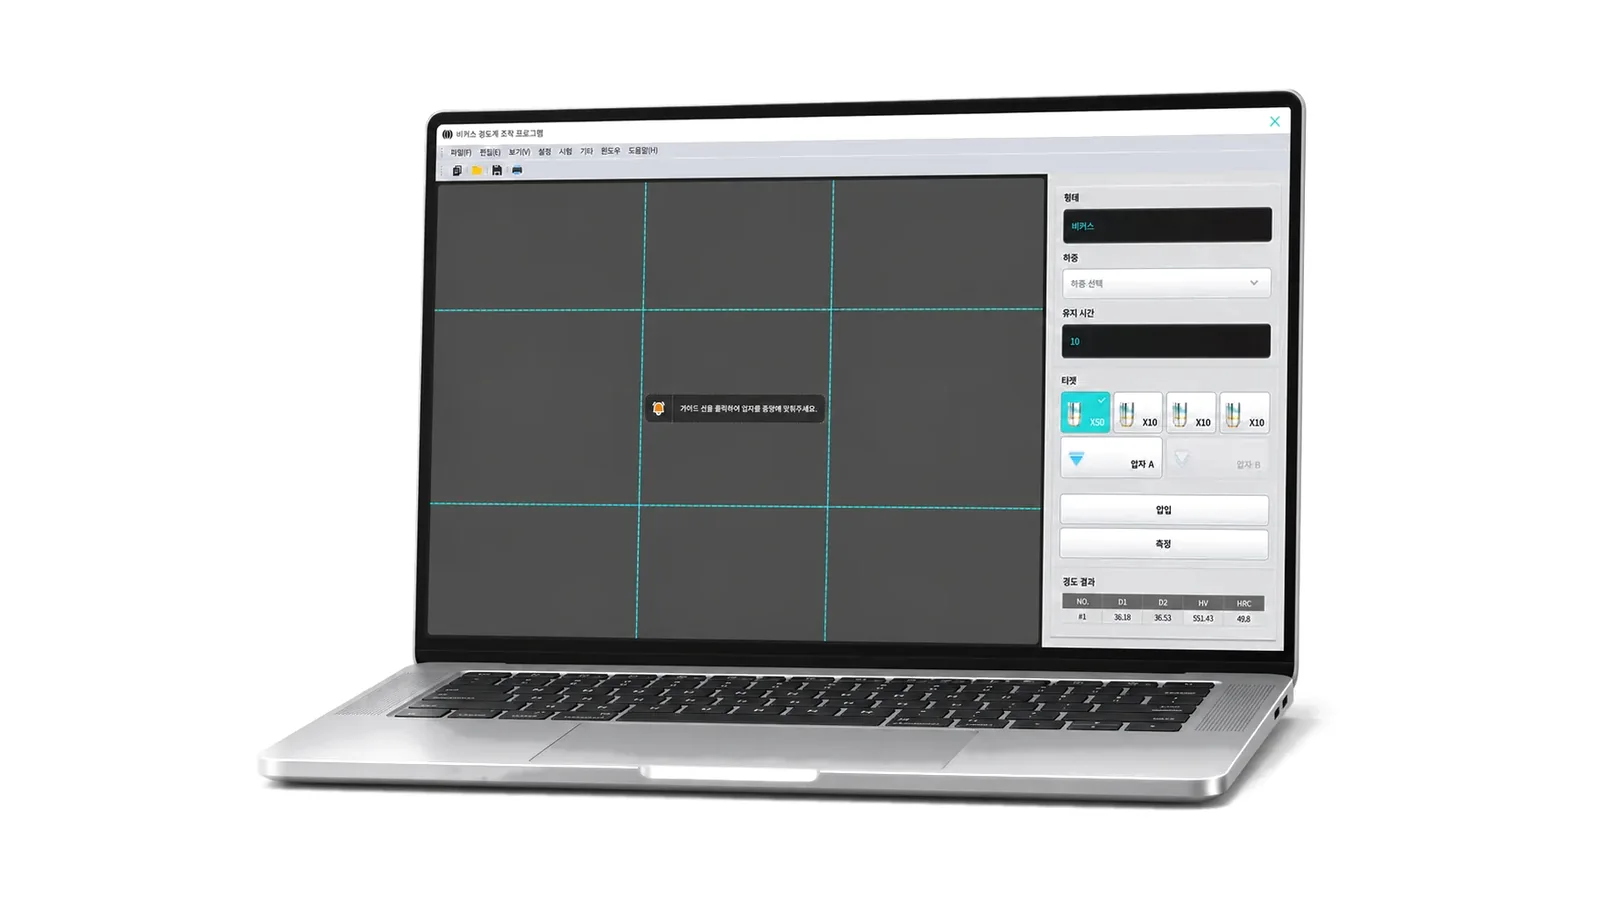 비커스 경도계 조작 프로그램
파일(F) 편집(E) 보기(V) 설정 시험 기타 윈도우 도움말(H)
형태
비커스
하중
하중 선택
유지 시간
10
타겟
X50 X10 X10 X10
압자 A 압자 B
압입
측정
가이드 선을 클릭하여 압자를 중앙에 맞춰주세요.
경도 결과
NO. D1 D2 HV HRC
#1 36.18 36.53 551.43 49.8